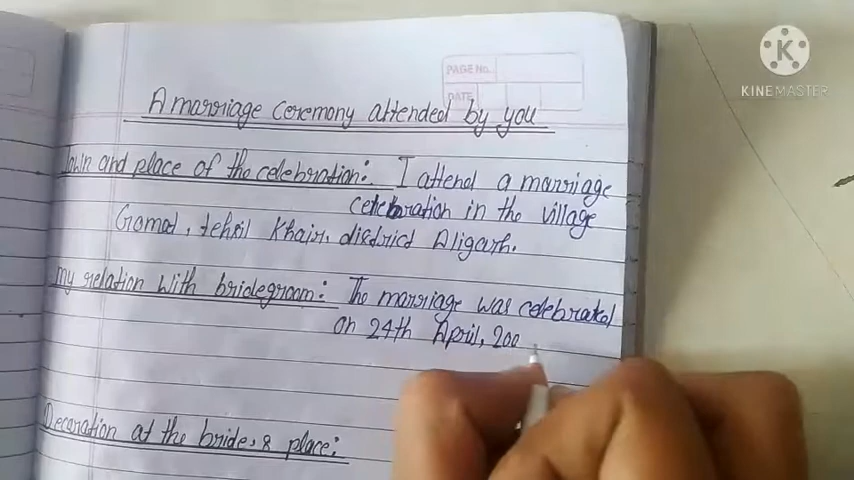 PAGE No.
DATE
K
KINEMASTER
A marriage ceremony attended by you
Town and place of the celebration: I attend a marriage
celebration in the village
Gomat, tehsil Khair, district Aligarh.
my relation with bridegroom: The marriage was celebrated
on 24th April, 200
Decoration at the bride,s place: